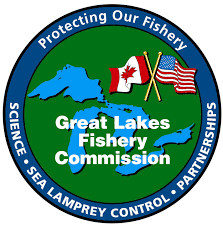 Protecting Our Fishery
Great Lakes
Fishery
Commission
SCIENCE • SEA LAMPREY CONTROL • PARTNERSHIPS